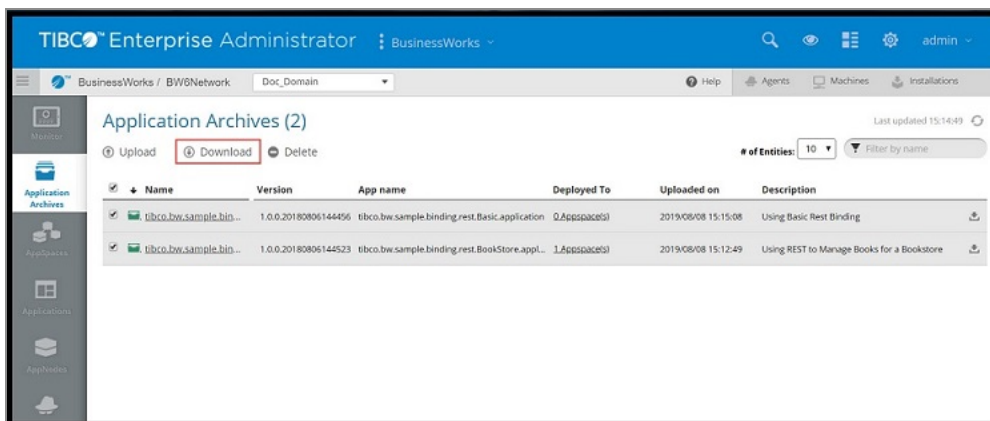 TIBCO™ Enterprise Administrator BusinessWorks admin
BusinessWorks / BW6Network Doc_Domain Help Agents Machines Installations
Monitor
Application Archives (2) Last updated 15:14:49
Upload Download Delete # of Entities: 10 Filter by name
Application Archives
Name Version App name Deployed To Uploaded on Description
tibco.bw.sample.bin... 1.0.0.20180806144456 tibco.bw.sample.binding.rest.Basic.application 0 Appspace(s) 2019/08/08 15:15:08 Using Basic Rest Binding
tibco.bw.sample.bin... 1.0.0.20180806144523 tibco.bw.sample.binding.rest.BookStore.appl... 1 Appspace(s) 2019/08/08 15:12:49 Using REST to Manage Books for a Bookstore
AppSpaces
Applications
AppNodes